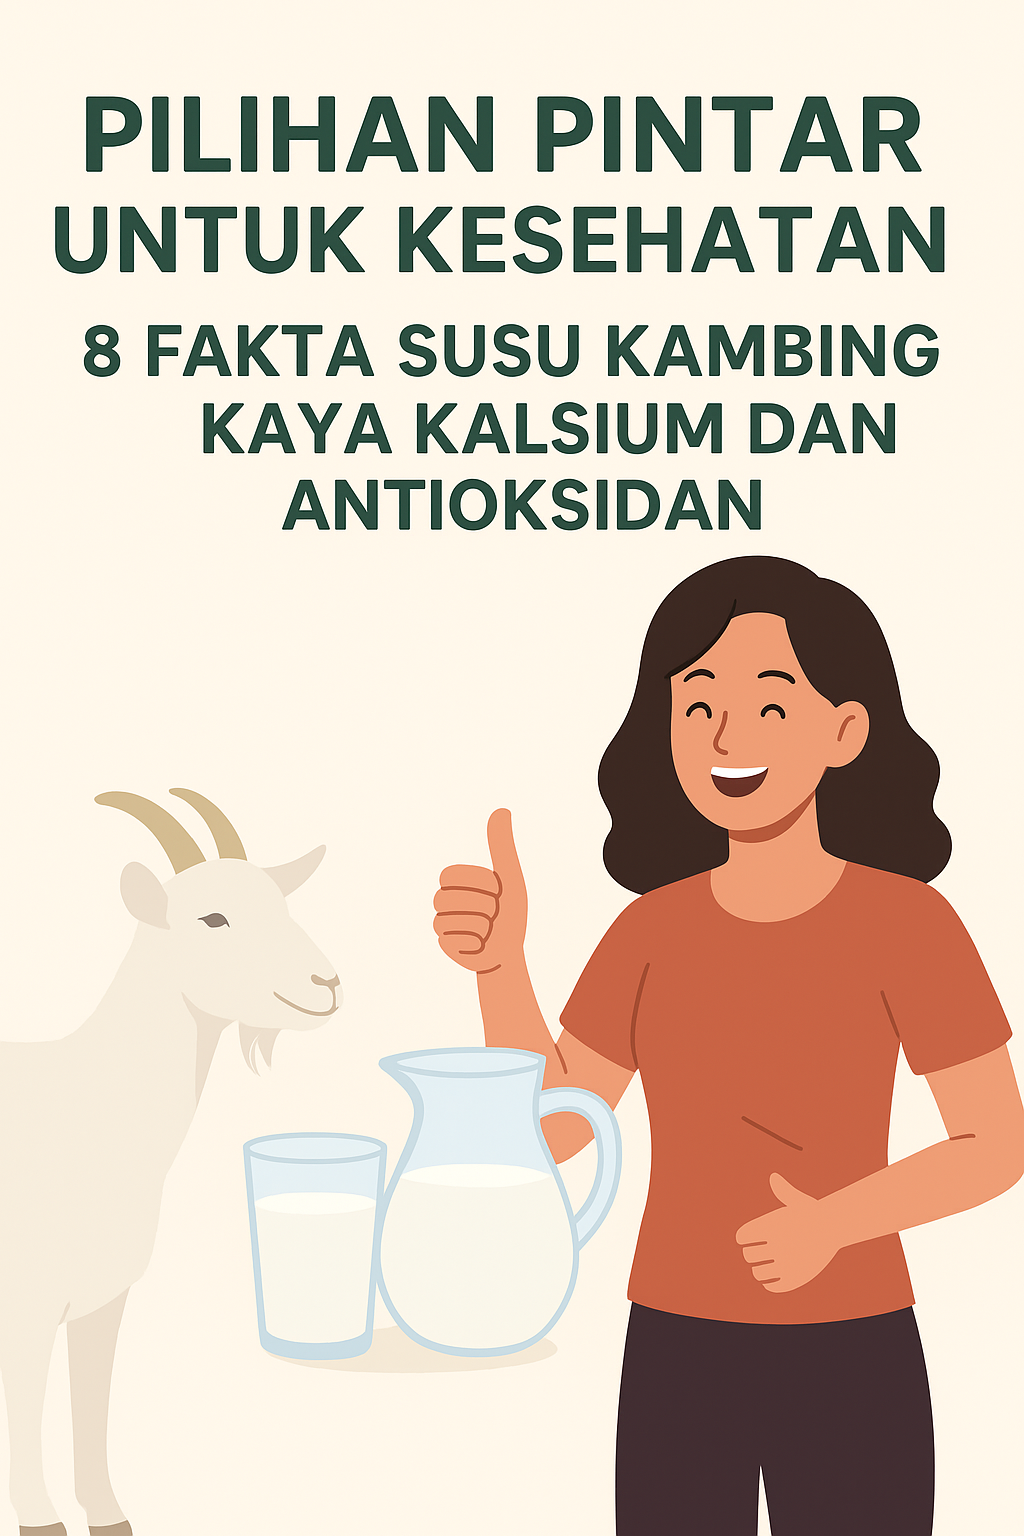 PILIHAN PINTAR
UNTUK KESEHATAN
8 FAKTA SUSU KAMBING
KAYA KALSIUM DAN
ANTIOKSIDAN